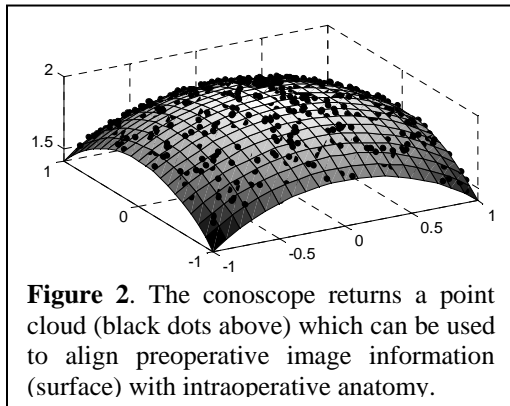 2
1.5
1
0
-1
-1
-0.5
0
0.5
1
Figure 2. The conoscope returns a point
cloud (black dots above) which can be used
to align preoperative image information
(surface) with intraoperative anatomy.